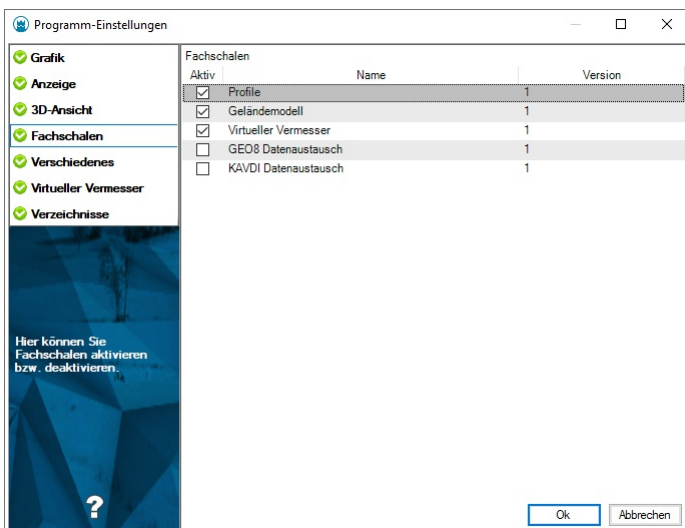 Programm-Einstellungen
Grafik
Anzeige
3D-Ansicht
Fachschalen
Verschiedenes
Virtueller Vermesser
Verzeichnisse
Hier können Sie
Fachschalen aktivieren
bzw. deaktivieren.
?
Fachschalen
Aktiv Name Version
Profile 1
Geländemodell 1
Virtueller Vermesser 1
GEO8 Datenaustausch 1
KAVDI Datenaustausch 1
Ok Abbrechen